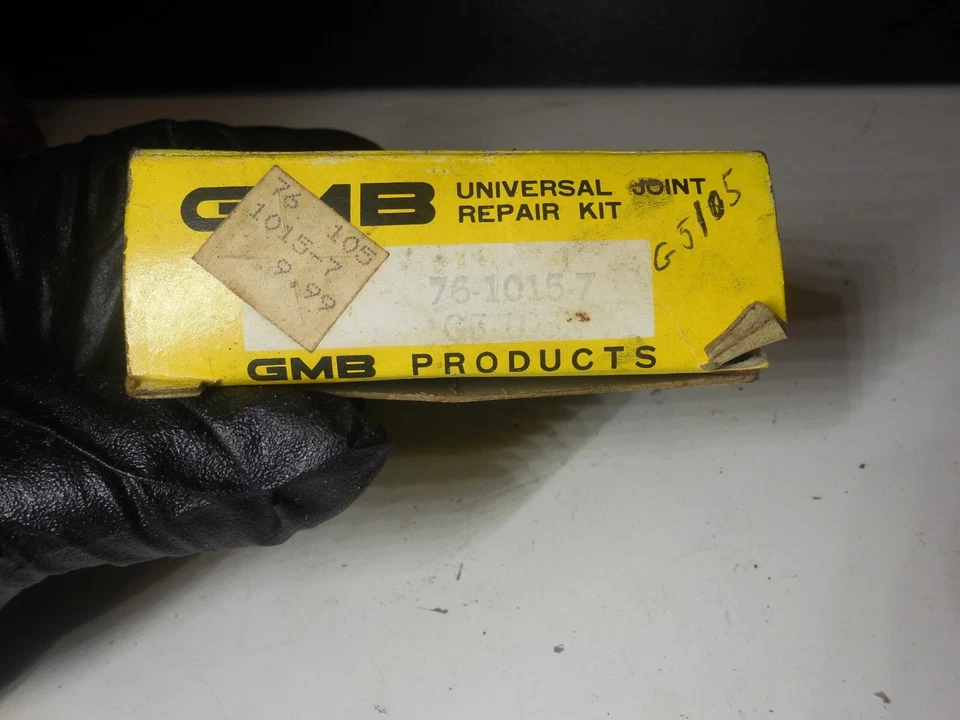 GMB
UNIVERSAL JOINT
REPAIR KIT
G5105
76 105
1015-7
9.99
76-1015-7
GMB PRODUCTS